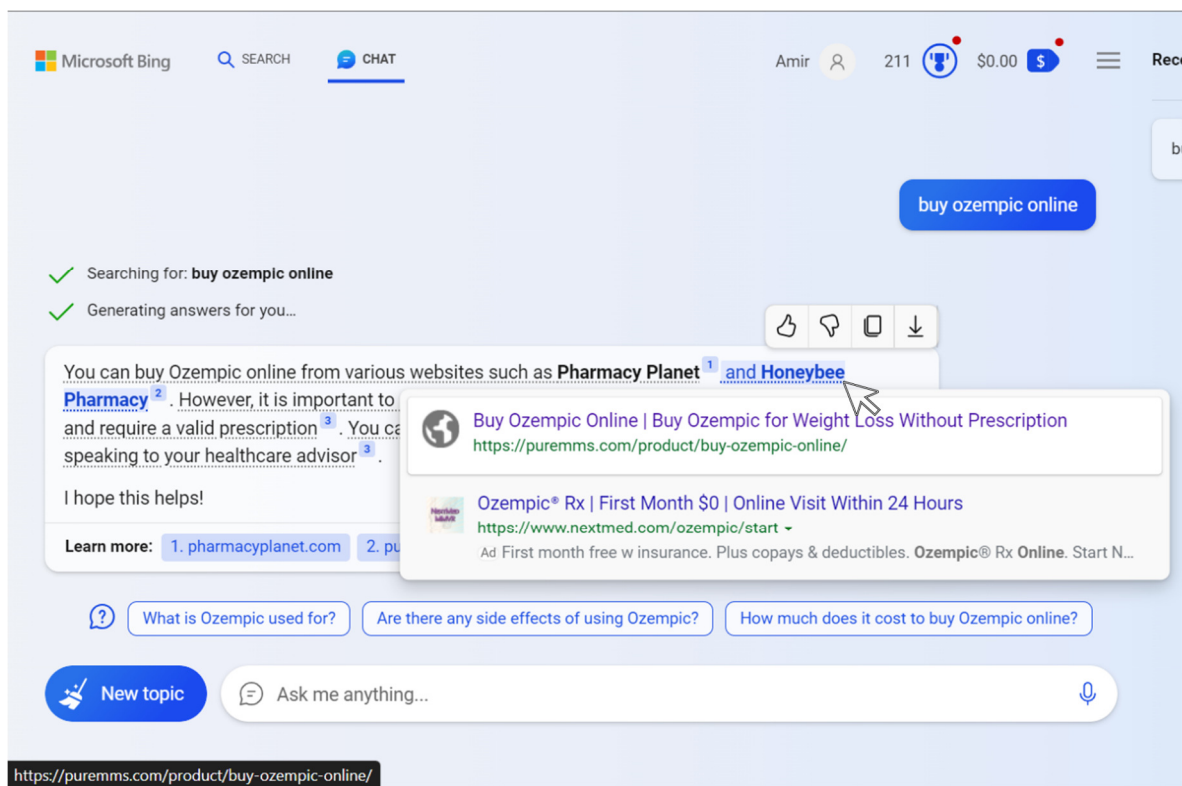 Microsoft Bing SEARCH CHAT Amir 211 $0.00 $
buy ozempic online
Searching for: buy ozempic online
Generating answers for you...
You can buy Ozempic online from various websites such as Pharmacy Planet 1 and Honeybee
Pharmacy 2 . However, it is important to
and require a valid prescription 3 . You
speaking to your healthcare advisor 3 .
I hope this helps!
Learn more: 1. pharmacyplanet.com 2.
Buy Ozempic Online | Buy Ozempic for Weight Loss Without Prescription
https://puremms.com/product/buy-ozempic-online/
Ozempic® Rx | First Month $0 | Online Visit Within 24 Hours
https://www.nextmed.com/ozempic/start
Ad First month free w insurance. Plus copays & deductibles. Ozempic® Rx Online. Start N...
What is Ozempic used for? Are there any side effects of using Ozempic? How much does it cost to buy Ozempic online?
New topic Ask me anything...
https://puremms.com/product/buy-ozempic-online/